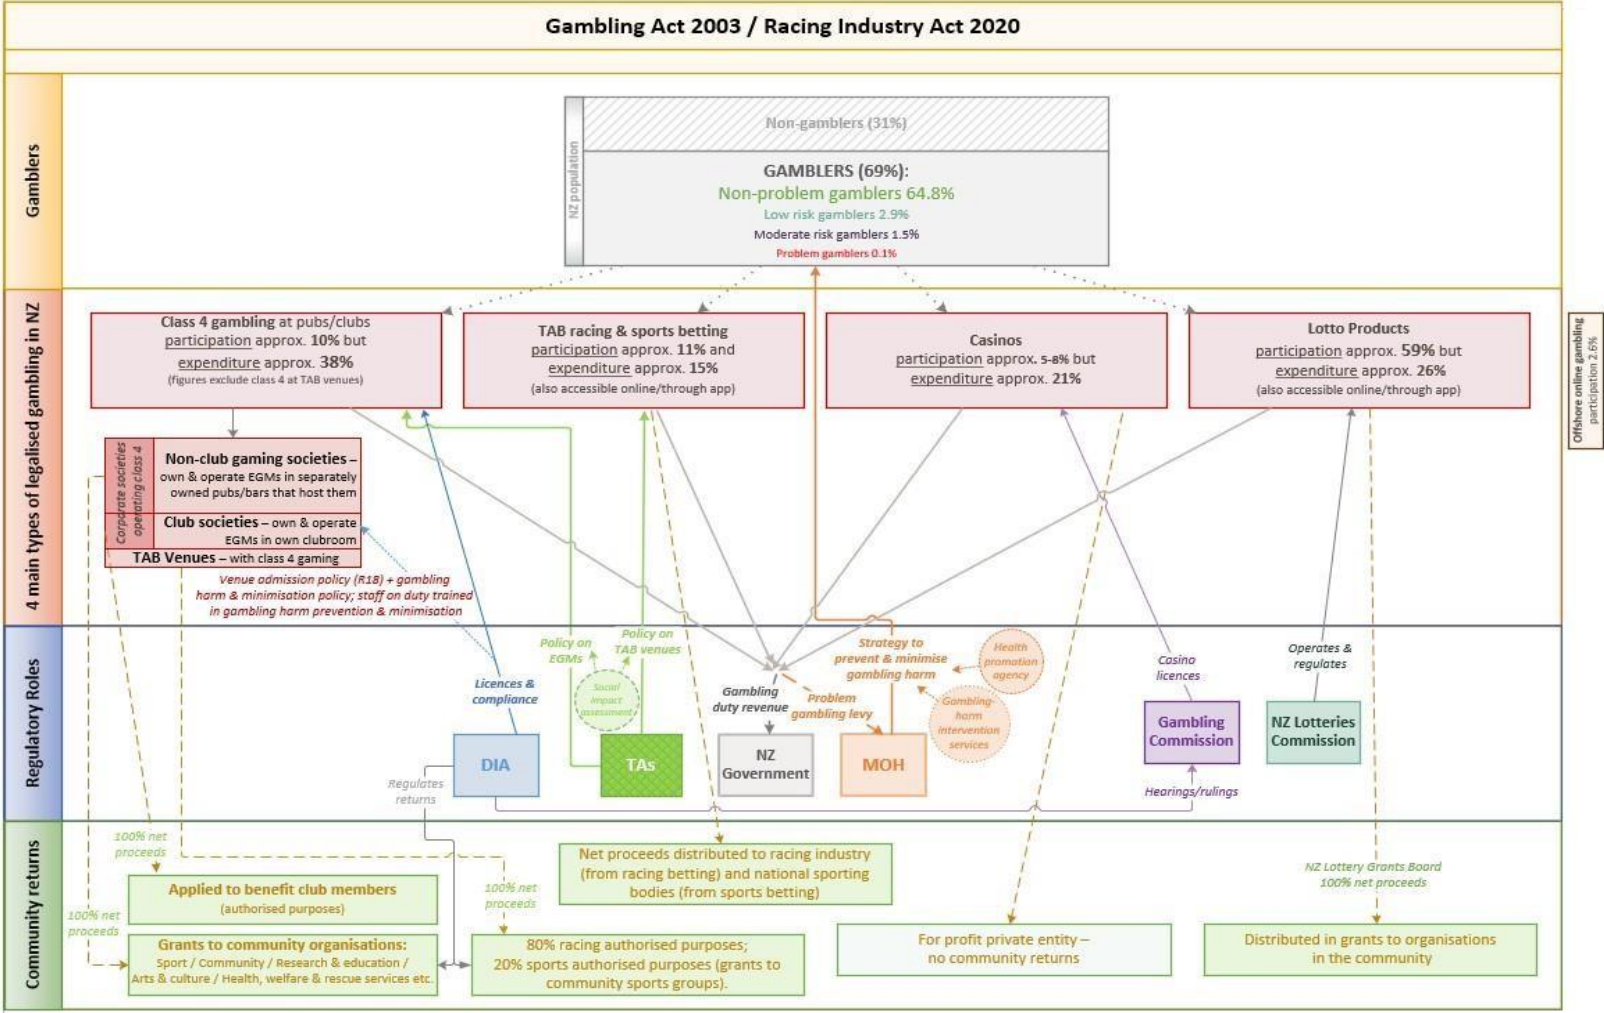 Gambling Act 2003 / Racing Industry Act 2020
Gamblers
NZ population
Non-gamblers (31%)
GAMBLERS (69%):
Non-problem gamblers 64.8%
Low risk gamblers 2.9%
Moderate risk gamblers 1.5%
Problem gamblers 0.1%
4 main types of legalised gambling in NZ
Class 4 gambling at pubs/clubs
participation approx. 10% but
expenditure approx. 38%
(figures exclude class 4 at TAB venues)
TAB racing & sports betting
participation approx. 11% and
expenditure approx. 15%
(also accessible online/through app)
Casinos
participation approx. 5-8% but
expenditure approx. 21%
Lotto Products
participation approx. 59% but
expenditure approx. 26%
(also accessible online/through app)
Offshore online gambling
participation 2.6%
Corporate societies
operating class 4
Non-club gaming societies –
own & operate EGMs in separately
owned pubs/bars that host them
Club societies – own & operate
EGMs in own clubroom
TAB Venues – with class 4 gaming
Venue admission policy (R18) + gambling
harm & minimisation policy; staff on duty trained
in gambling harm prevention & minimisation
Regulatory Roles
Licences &
compliance
Policy on
EGMs
Policy on
TAB venues
Social
impact
assessment
Gambling
duty revenue
Problem
gambling levy
Strategy to
prevent & minimise
gambling harm
Health
promotion
agency
Gambling-
harm
intervention
services
Casino
licences
Operates &
regulates
DIA
TAs
NZ
Government
MOH
Gambling
Commission
NZ Lotteries
Commission
Regulates
returns
Hearings/rulings
Community returns
100% net
proceeds
Applied to benefit club members
(authorised purposes)
100% net
proceeds
Grants to community organisations:
Sport / Community / Research & education /
Arts & culture / Health, welfare & rescue services etc.
100% net
proceeds
80% racing authorised purposes;
20% sports authorised purposes (grants to
community sports groups).
Net proceeds distributed to racing industry
(from racing betting) and national sporting
bodies (from sports betting)
For profit private entity –
no community returns
NZ Lottery Grants Board
100% net proceeds
Distributed in grants to organisations
in the community